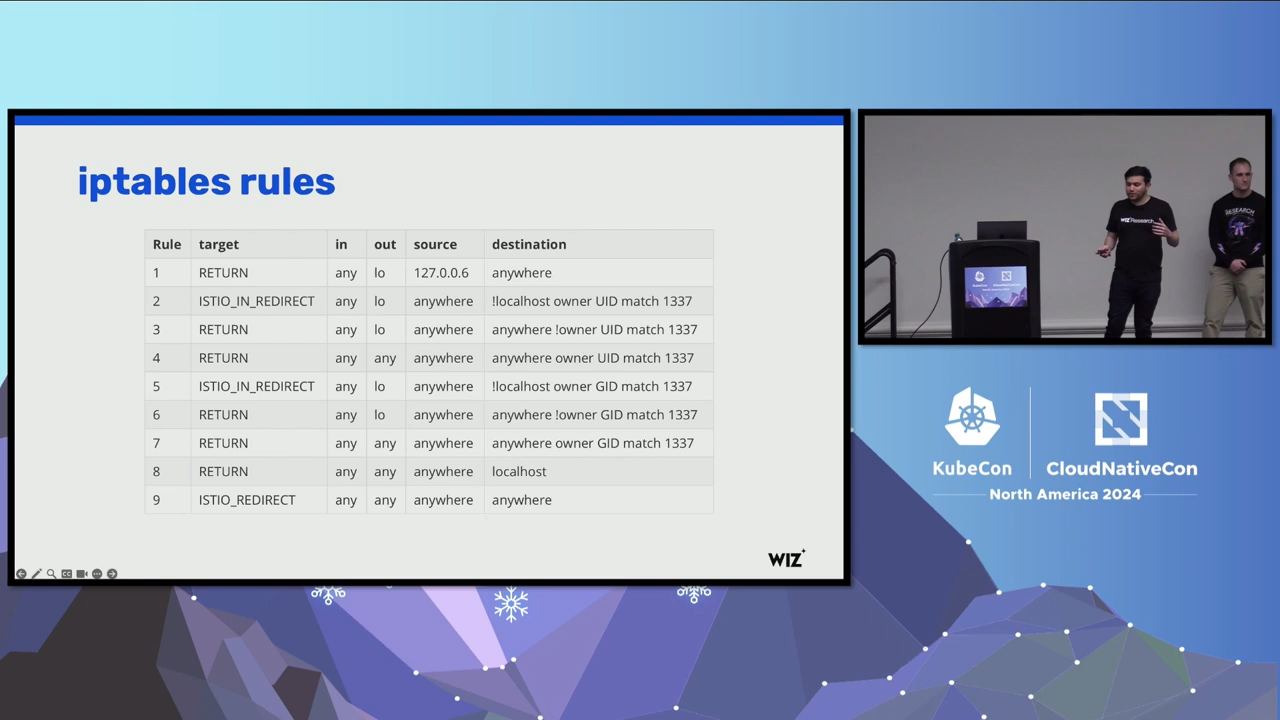 iptables rules
Rule target in out source destination
1 RETURN any lo 127.0.0.6 anywhere
2 ISTIO_IN_REDIRECT any lo anywhere !localhost owner UID match 1337
3 RETURN any lo anywhere anywhere !owner UID match 1337
4 RETURN any any anywhere anywhere owner UID match 1337
5 ISTIO_IN_REDIRECT any lo anywhere !localhost owner GID match 1337
6 RETURN any lo anywhere anywhere !owner GID match 1337
7 RETURN any any anywhere anywhere owner GID match 1337
8 RETURN any any anywhere localhost
9 ISTIO_REDIRECT any any anywhere anywhere
WIZ
WIZ Research
RESEARCH
KubeCon CloudNativeCon
KubeCon CloudNativeCon
North America 2024